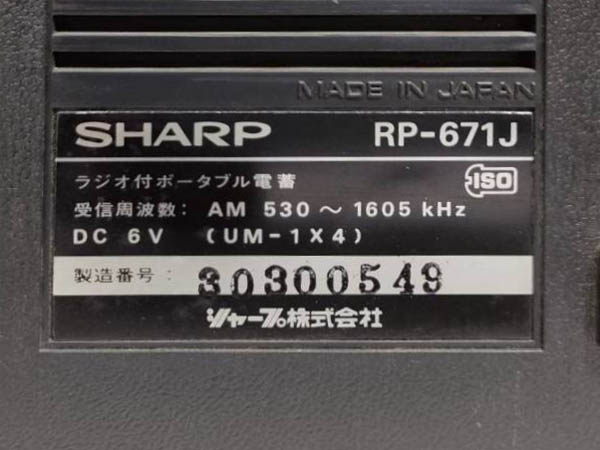 MADE IN JAPAN
SHARP RP-671J
ラジオ付ポータブル電蓄 ISO
受信周波数: AM 530 ～ 1605 kHz
DC 6V (UM-1X4)
製造番号: 30300549
シャープ株式会社